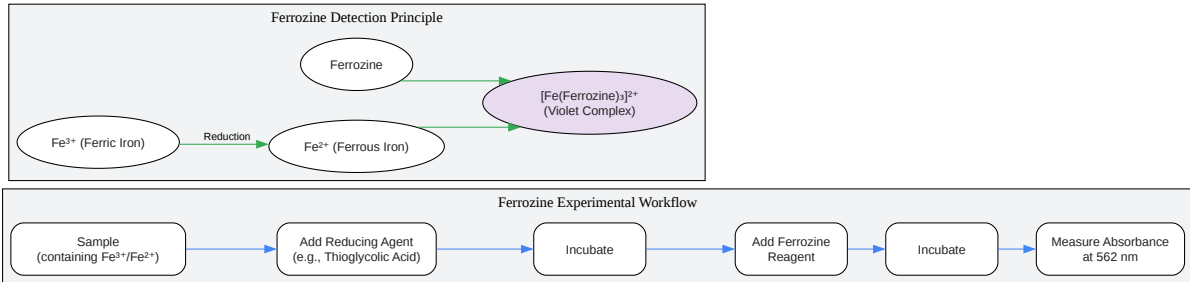 Ferrozine Detection Principle
Ferrozine
[Fe(Ferrozine)₃]²⁺
(Violet Complex)
Fe³⁺ (Ferric Iron)
Reduction
Fe²⁺ (Ferrous Iron)
Ferrozine Experimental Workflow
Sample
(containing Fe³⁺/Fe²⁺)
Add Reducing Agent
(e.g., Thioglycolic Acid)
Incubate
Add Ferrozine
Reagent
Incubate
Measure Absorbance
at 562 nm